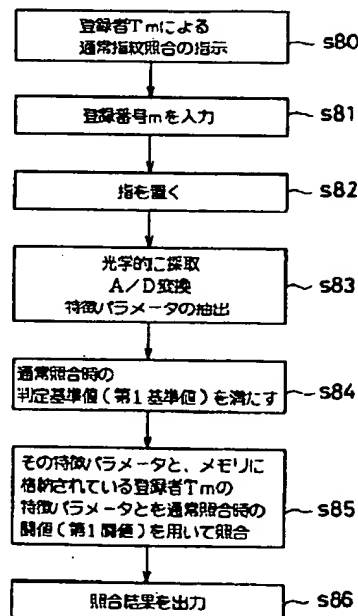 登録者Tmによる
通常指紋照合の指示
s80
登録番号mを入力
s81
指を置く
s82
光学的に採取
A/D変換
特徴パラメータの抽出
s83
通常照合時の
判定基準値(第1基準値)を満たす
s84
その特徴パラメータと、メモリに
格納されている登録者Tmの
特徴パラメータとを通常照合時の
閾値(第1閾値)を用いて照合
s85
照合結果を出力
s86